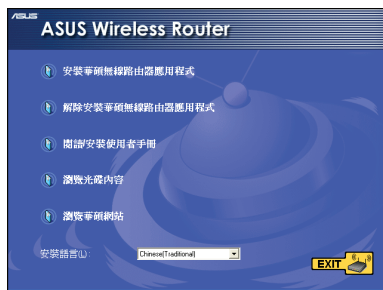 ASUS
ASUS Wireless Router
安裝華碩無線路由器應用程式
解除安裝華碩無線路由器應用程式
閱讀/安裝使用者手冊
瀏覽光碟內容
瀏覽華碩網站
安裝語言(L): Chinese(Traditional)
EXIT